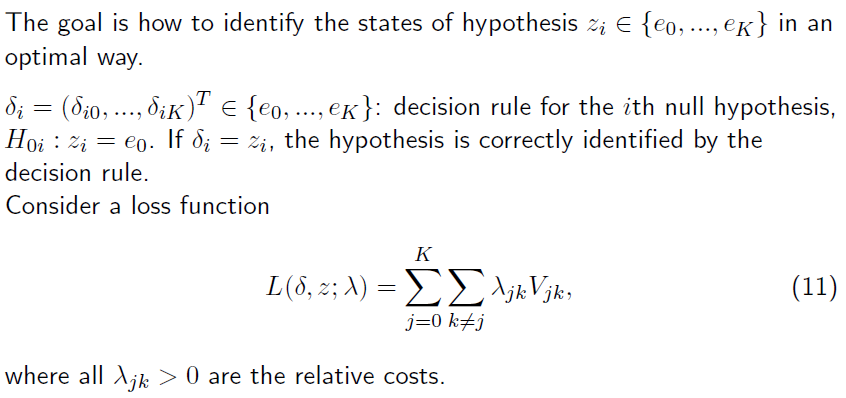 The goal is how to identify the states of hypothesis $z_i \in \{e_0, ..., e_K\}$ in an
optimal way.
$\delta_i = (\delta_{i0}, ..., \delta_{iK})^T \in \{e_0, ..., e_K\}$: decision rule for the $i$th null hypothesis,
$H_{0i} : z_i = e_0$. If $\delta_i = z_i$, the hypothesis is correctly identified by the
decision rule.
Consider a loss function
$L(\delta, z; \lambda) = \sum_{j=0}^{K} \sum_{k \neq j} \lambda_{jk} V_{jk},$ (11)
where all $\lambda_{jk} > 0$ are the relative costs.